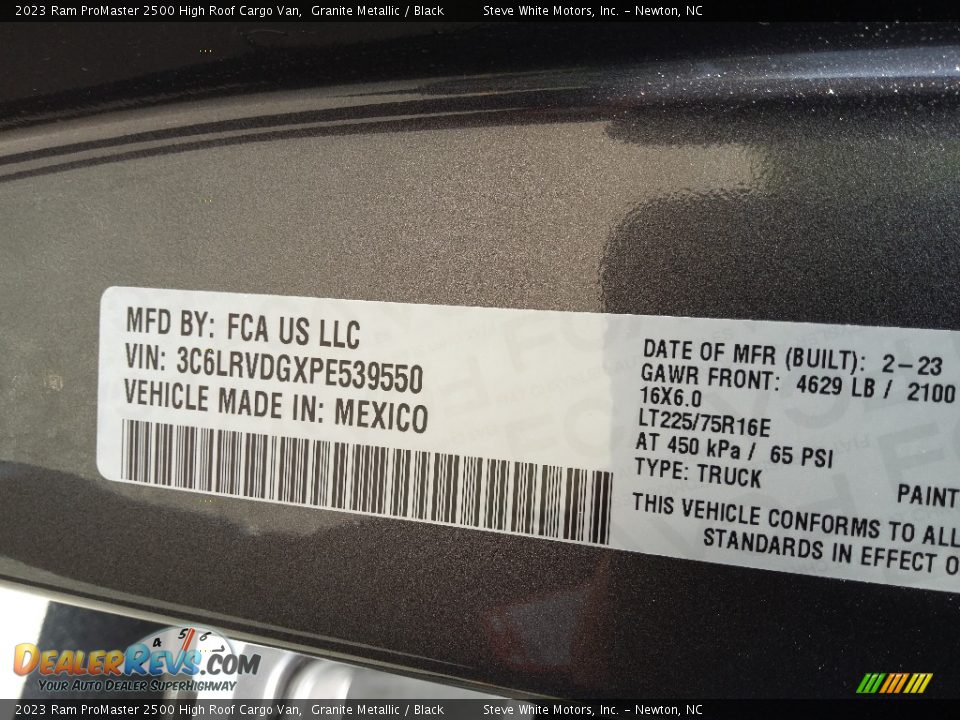 2023 Ram ProMaster 2500 High Roof Cargo Van, Granite Metallic / Black Steve White Motors, Inc. – Newton, NC
MFD BY: FCA US LLC
VIN: 3C6LRVDGXPE539550
VEHICLE MADE IN: MEXICO
DATE OF MFR (BUILT): 2-23
GAWR FRONT: 4629 LB / 2100
16X6.0
LT225/75R16E
AT 450 kPa / 65 PSI
TYPE: TRUCK
PAINT
THIS VEHICLE CONFORMS TO ALL
STANDARDS IN EFFECT O
4 5 6
DealerRevs.com
Your Auto Dealer SuperHighway
2023 Ram ProMaster 2500 High Roof Cargo Van, Granite Metallic / Black Steve White Motors, Inc. – Newton, NC